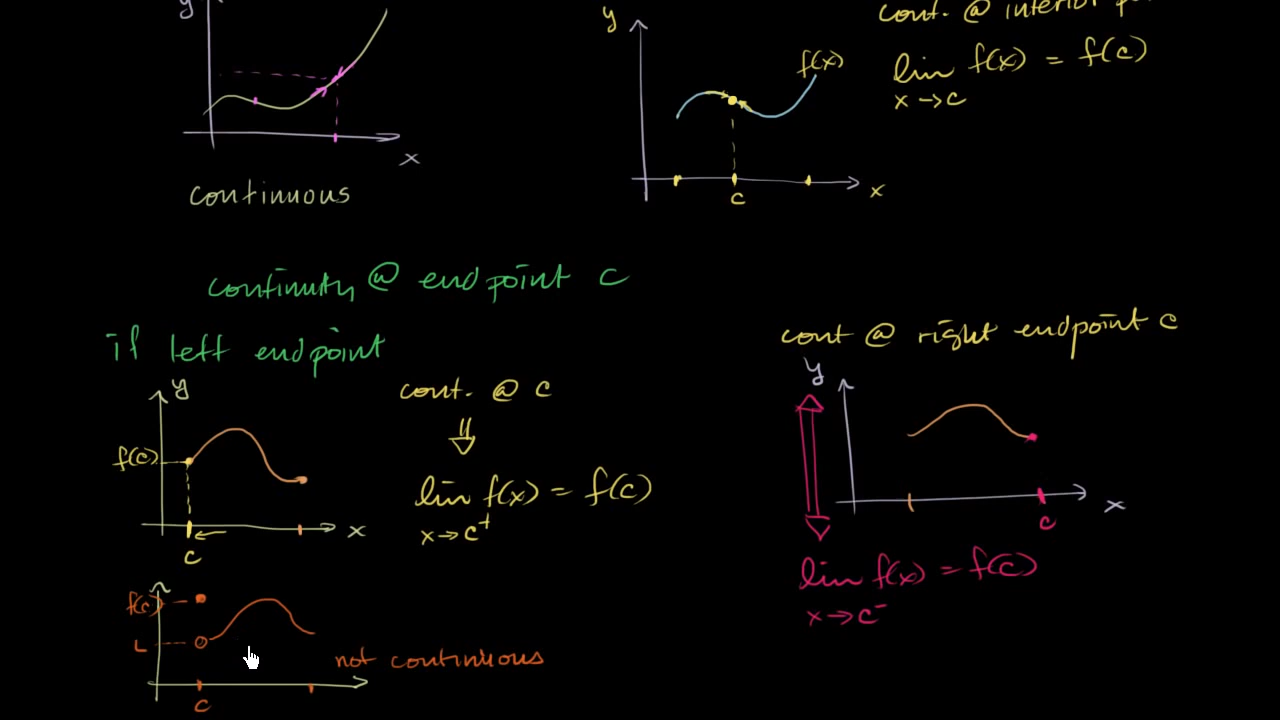 y
y
cont. @ interior
f(x)
lim f(x) = f(c)
x → c
x
x
c
continuous
continuity @ endpoint c
if left endpoint
cont @ right endpoint c
y
cont. @ c
⇓
f(c)
lim f(x) = f(c)
x → c⁺
x
c
y
x
c
lim f(x) = f(c)
x → c⁻
f(c)
L
not continuous
c